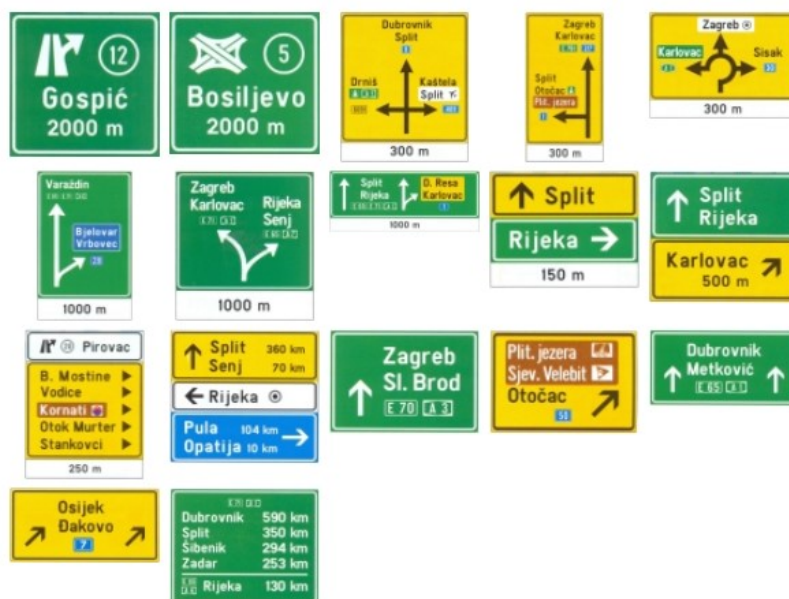 12
Gospić
2000 m
5
Bosiljevo
2000 m
Dubrovnik
Split
1
Drniš
Kaštela
Split
300 m
Zagreb
Karlovac
Split
Otočac
Plit. jezera
1
300 m
Zagreb
Karlovac
Sisak
30
300 m
Varaždin
Bjelovar
Vrbovec
28
1000 m
Zagreb
Karlovac
Rijeka
Senj
1000 m
Split
Rijeka
D. Resa
Karlovac
1
1000 m
Split
Rijeka
150 m
Split
Rijeka
Karlovac
500 m
Pirovac
B. Mostine
Vodice
Kornati
Otok Murter
Stankovci
250 m
Split 360 km
Senj 70 km
Rijeka
Pula 104 km
Opatija 10 km
Zagreb
Sl. Brod
E 70 A 3
Plit. jezera
Sjev. Velebit
Otočac
50
Dubrovnik
Metković
E 65 A 1
Osijek
Đakovo
7
Dubrovnik 590 km
Split 350 km
Šibenik 294 km
Zadar 253 km
Rijeka 130 km